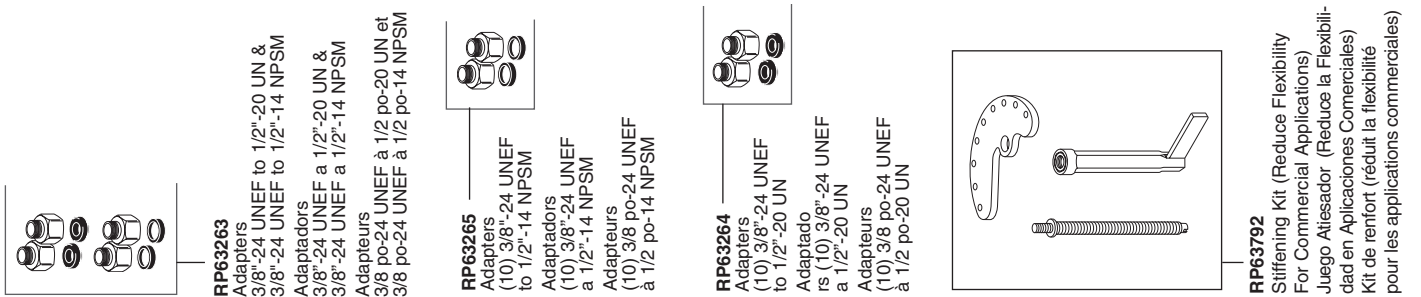 RP63263
Adapters
3/8"-24 UNEF to 1/2"-20 UN &
3/8"-24 UNEF to 1/2"-14 NPSM
Adaptadors
3/8”-24 UNEF a 1/2”-20 UN &
3/8”-24 UNEF a 1/2”-14 NPSM
Adapteurs
3/8 po-24 UNEF à 1/2 po-20 UN et
3/8 po-24 UNEF à 1/2 po-14 NPSM
RP63265
Adapters
(10) 3/8"-24 UNEF
to 1/2"-14 NPSM
Adaptadors
(10) 3/8”-24 UNEF
a 1/2”-14 NPSM
Adapteurs
(10) 3/8 po-24 UNEF
à 1/2 po-14 NPSM
RP63264
Adapters
(10) 3/8"-24 UNEF
to 1/2"-20 UN
Adaptado
rs (10) 3/8”-24 UNEF
a 1/2”-20 UN
Adapteurs
(10) 3/8 po-24 UNEF
à 1/2 po-20 UN
RP63792
Stiffening Kit (Reduce Flexibility
For Commercial Applications)
Juego Atiesador (Reduce la Flexibili-
dad en Aplicaciones Comerciales)
Kit de renfort (réduit la flexibilité
pour les applications commerciales)